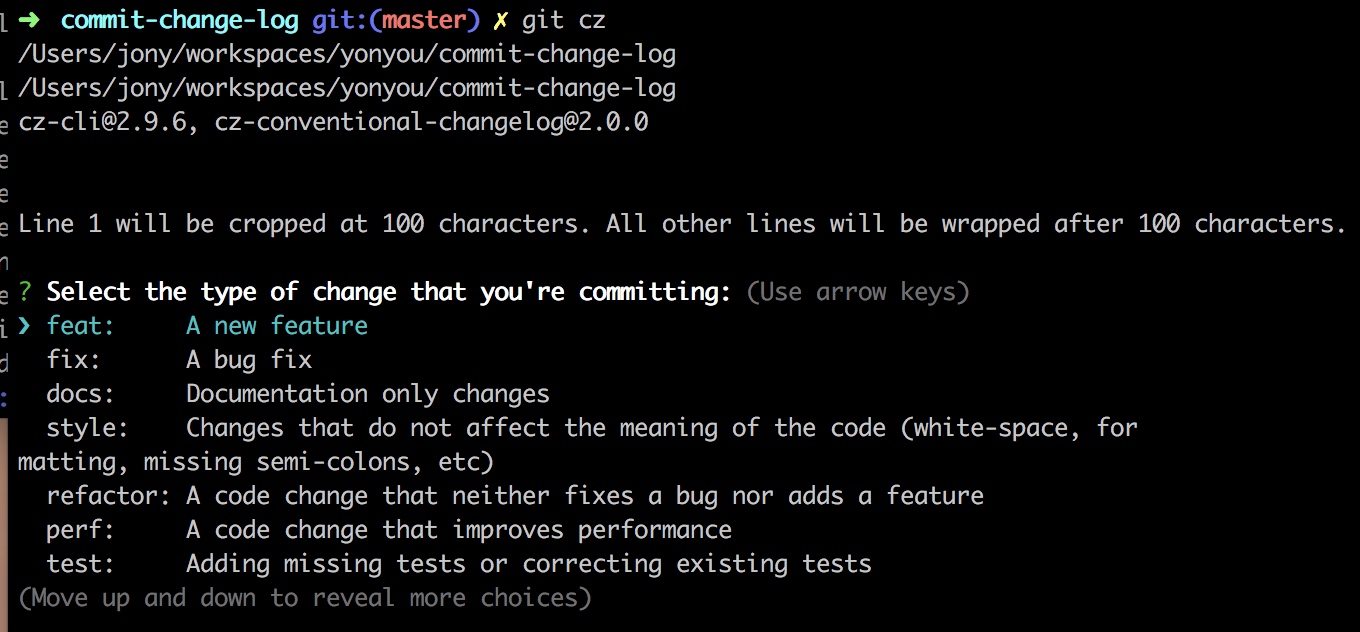 ➜ commit-change-log git:(master) ✗ git cz
/Users/jony/workspaces/yonyou/commit-change-log
/Users/jony/workspaces/yonyou/commit-change-log
cz-cli@2.9.6, cz-conventional-changelog@2.0.0
Line 1 will be cropped at 100 characters. All other lines will be wrapped after 100 characters.
? Select the type of change that you're committing: (Use arrow keys)
❯ feat: A new feature
fix: A bug fix
docs: Documentation only changes
style: Changes that do not affect the meaning of the code (white-space, for
matting, missing semi-colons, etc)
refactor: A code change that neither fixes a bug nor adds a feature
perf: A code change that improves performance
test: Adding missing tests or correcting existing tests
(Move up and down to reveal more choices)